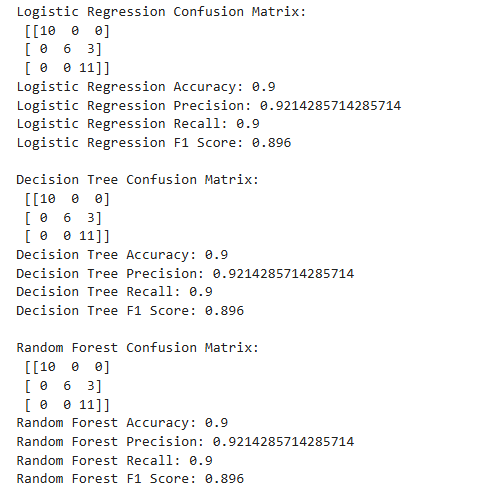 Logistic Regression Confusion Matrix:
[[10 0 0]
[ 0 6 3]
[ 0 0 11]]
Logistic Regression Accuracy: 0.9
Logistic Regression Precision: 0.9214285714285714
Logistic Regression Recall: 0.9
Logistic Regression F1 Score: 0.896
Decision Tree Confusion Matrix:
[[10 0 0]
[ 0 6 3]
[ 0 0 11]]
Decision Tree Accuracy: 0.9
Decision Tree Precision: 0.9214285714285714
Decision Tree Recall: 0.9
Decision Tree F1 Score: 0.896
Random Forest Confusion Matrix:
[[10 0 0]
[ 0 6 3]
[ 0 0 11]]
Random Forest Accuracy: 0.9
Random Forest Precision: 0.9214285714285714
Random Forest Recall: 0.9
Random Forest F1 Score: 0.896